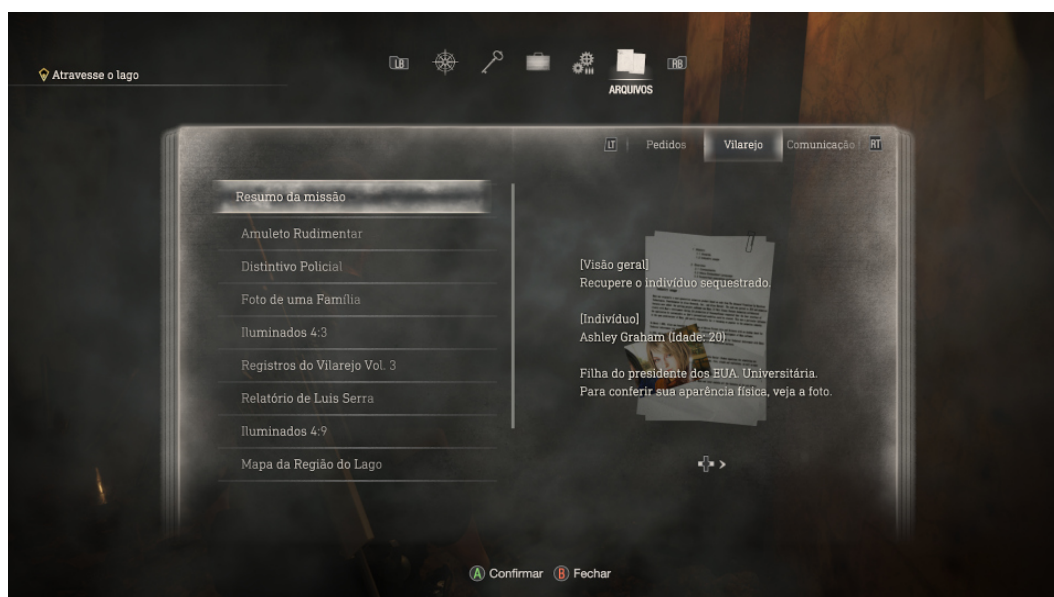 Atravesse o lago
LB
RB
ARQUIVOS
LT
Pedidos
Vilarejo
Comunicação
RT
Resumo da missão
Amuleto Rudimentar
Distintivo Policial
Foto de uma Família
Iluminados 4:3
Registros do Vilarejo Vol. 3
Relatório de Luis Serra
Iluminados 4:9
Mapa da Região do Lago
[Visão geral]
Recupere o indivíduo sequestrado.
[Indivíduo]
Ashley Graham (Idade: 20)
Filha do presidente dos EUA. Universitária.
Para conferir sua aparência física, veja a foto.
A Confirmar B Fechar